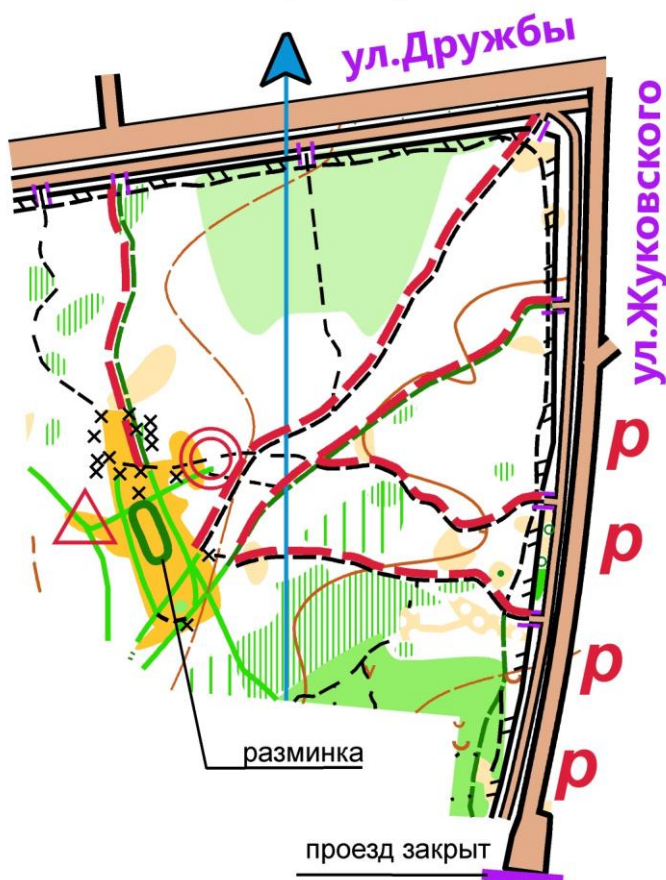 ул.Дружбы
ул.Жуковского
р
р
р
р
разминка
проезд закрыт